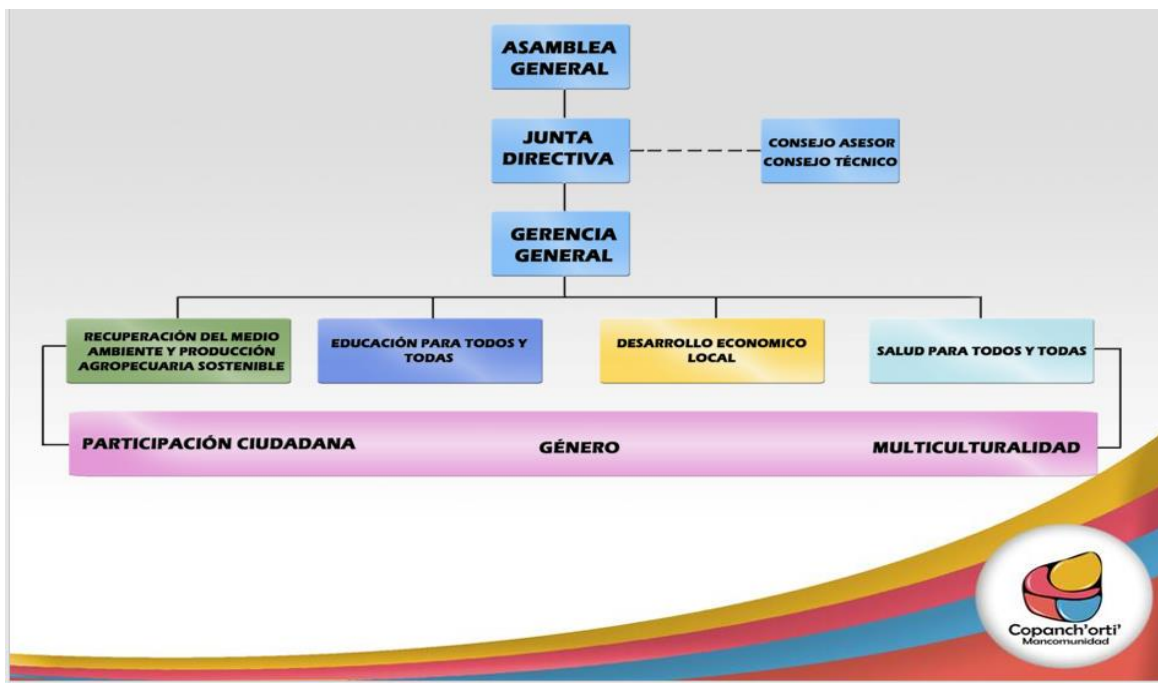 ASAMBLEA
GENERAL
JUNTA
DIRECTIVA
CONSEJO ASESOR
CONSEJO TÉCNICO
GERENCIA
GENERAL
RECUPERACIÓN DEL MEDIO
AMBIENTE Y PRODUCCIÓN
AGROPECUARIA SOSTENIBLE
EDUCACIÓN PARA TODOS Y
TODAS
DESARROLLO ECONOMICO
LOCAL
SALUD PARA TODOS Y TODAS
PARTICIPACIÓN CIUDADANA
GÉNERO
MULTICULTURALIDAD
Copanch'orti'
Mancomunidad